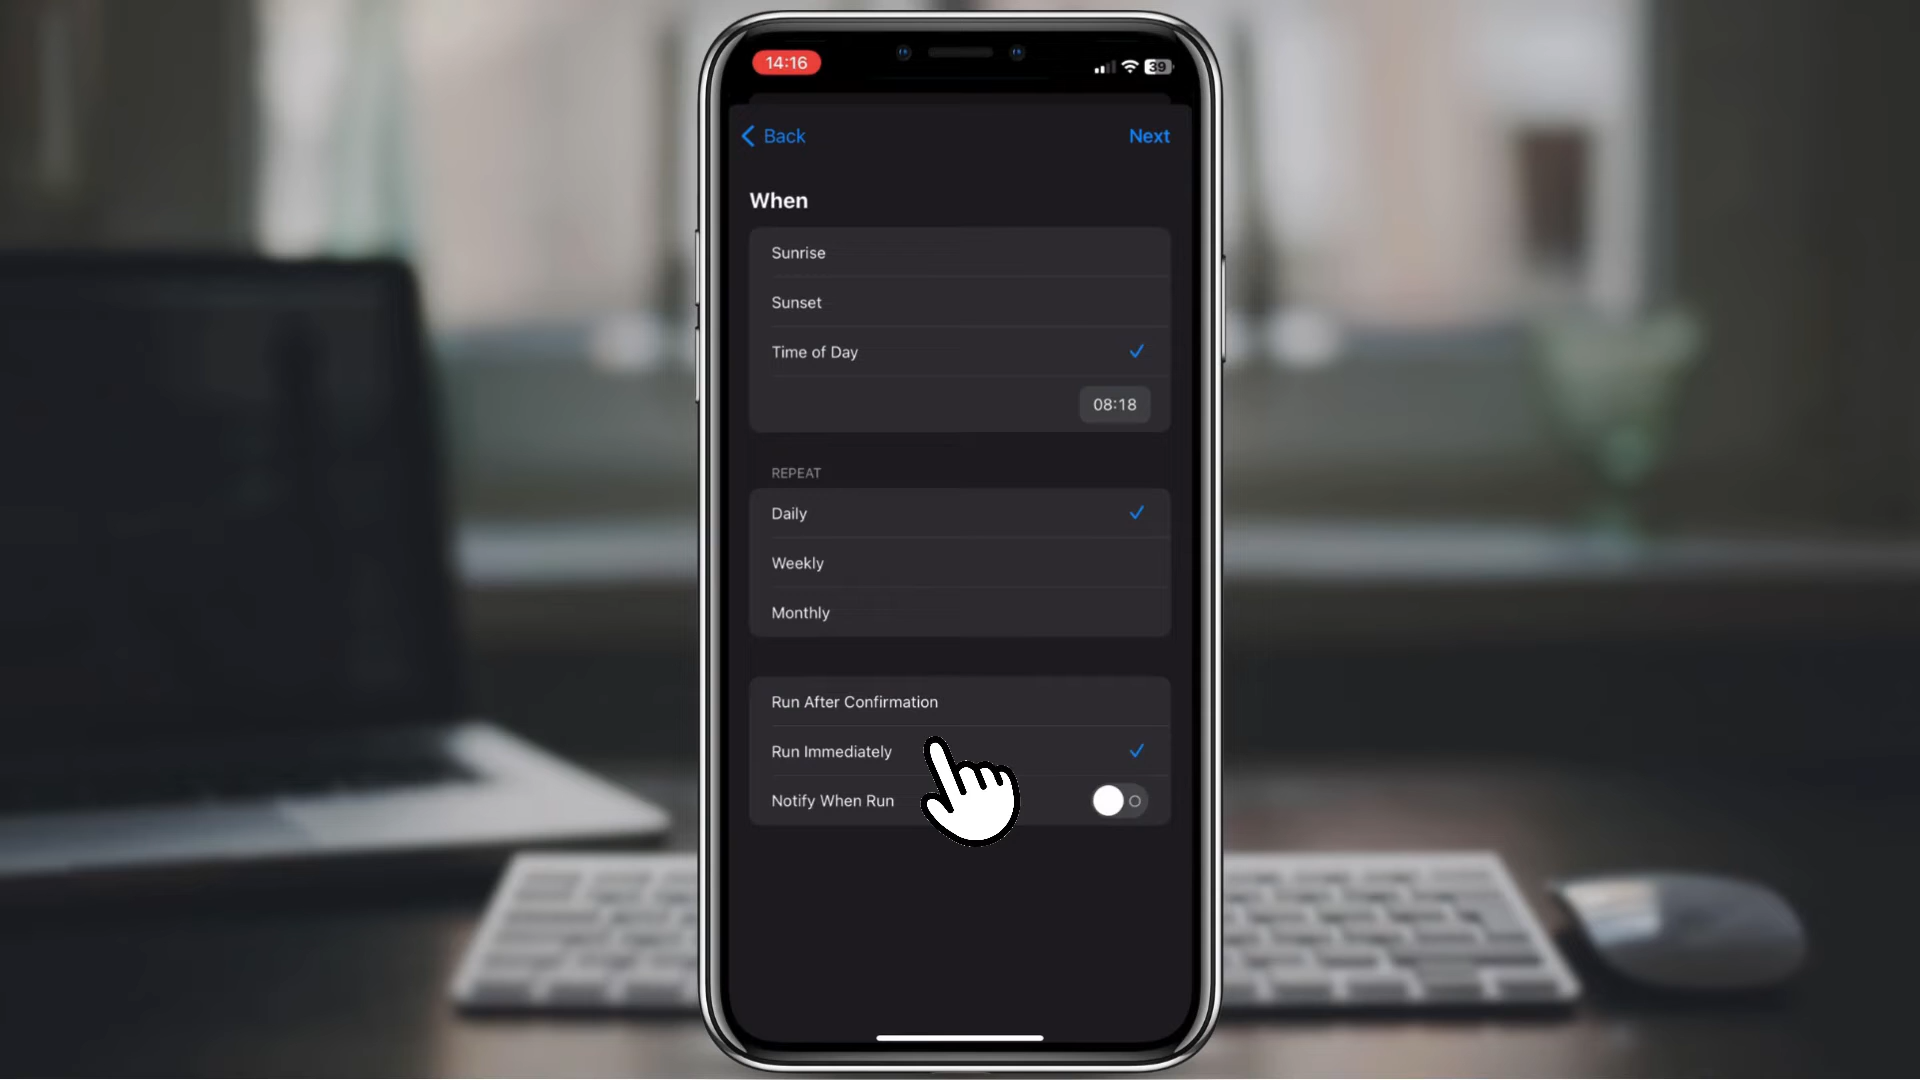 14:16
39
Back
Next
When
Sunrise
Sunset
Time of Day
08:18
REPEAT
Daily
Weekly
Monthly
Run After Confirmation
Run Immediately
Notify When Run